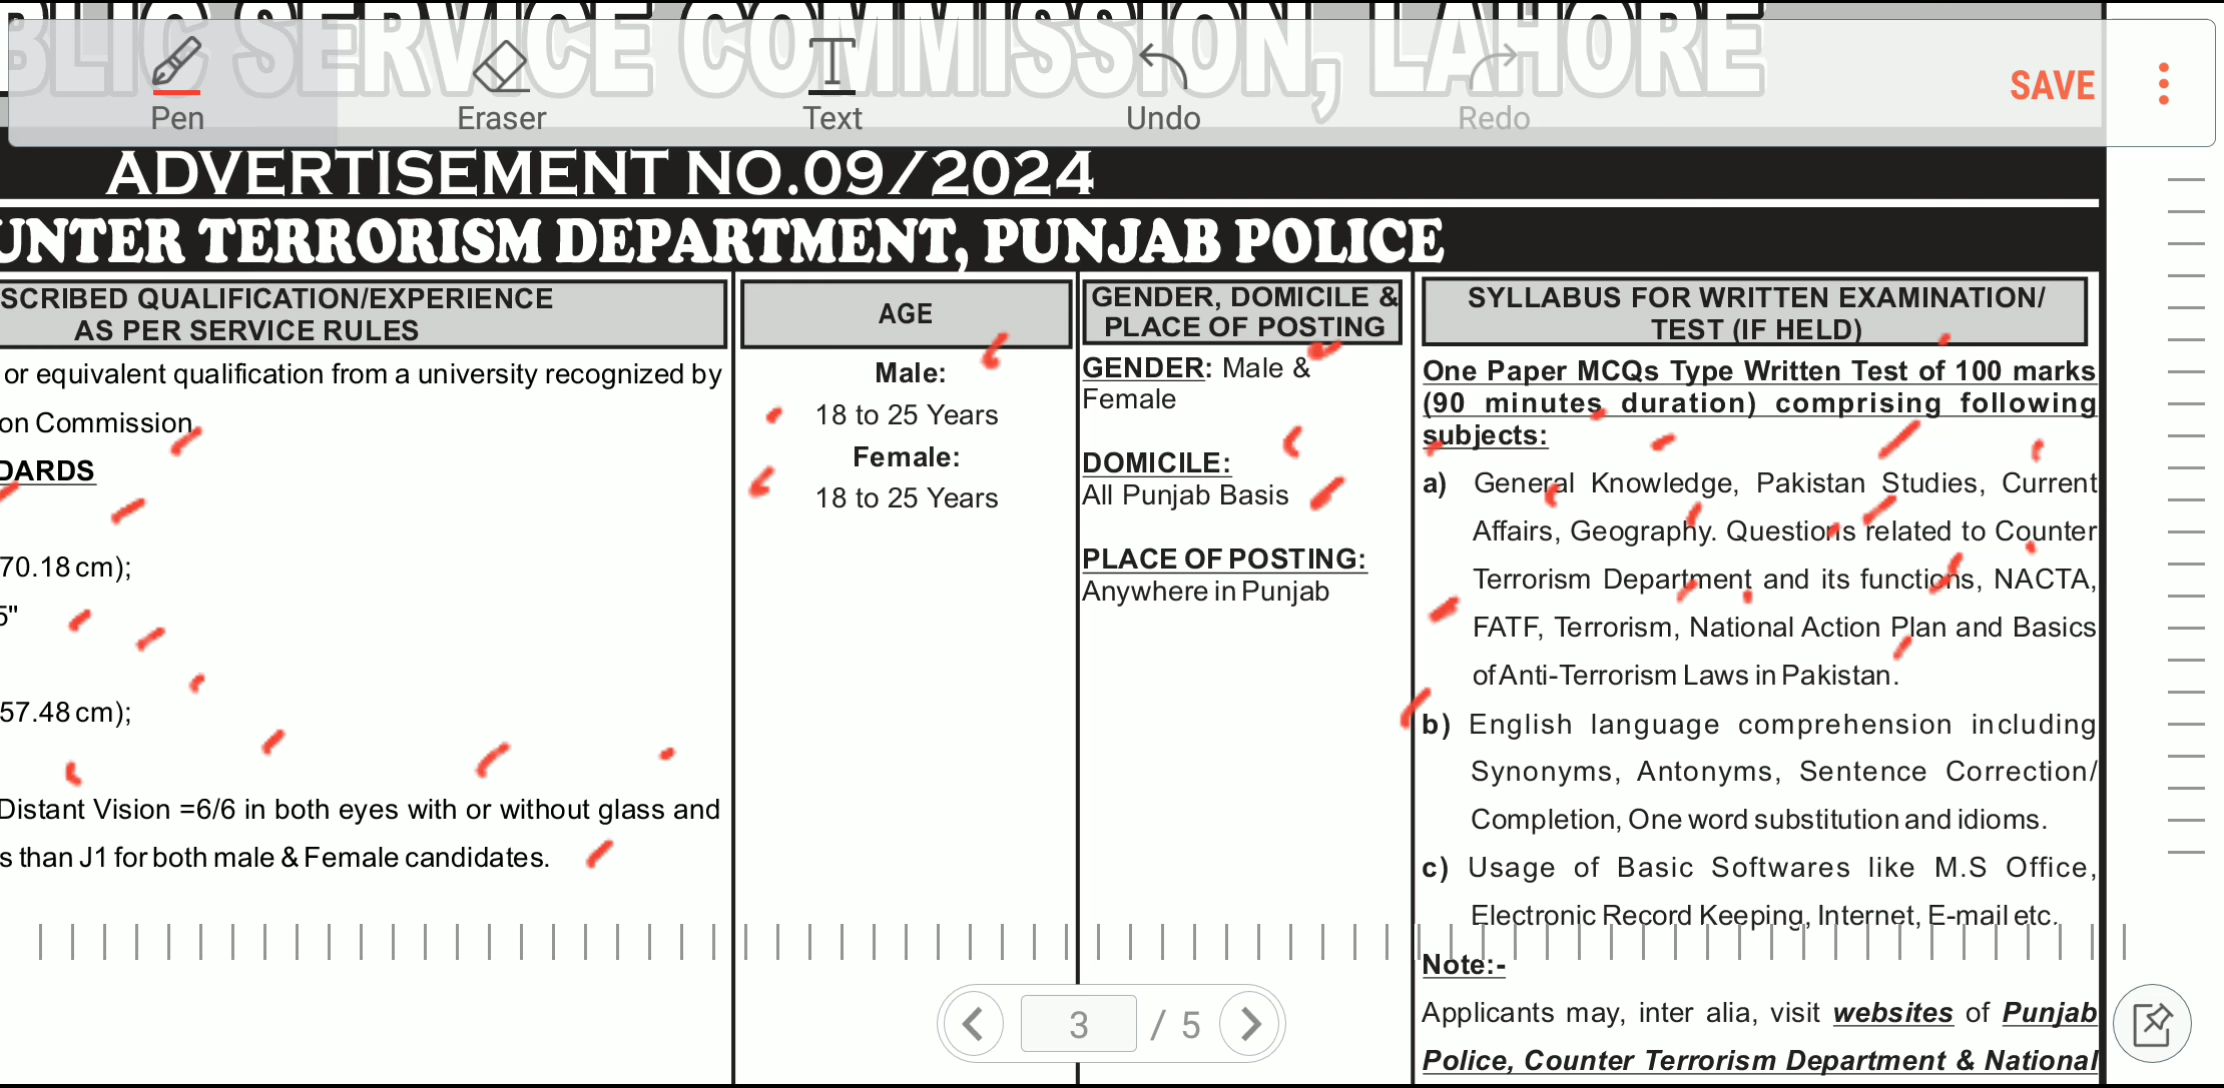 BLIC SERVICE COMMISSION, LAHORE
Pen
Eraser
Text
Undo
Redo
SAVE
ADVERTISEMENT NO.09/2024
UNTER TERRORISM DEPARTMENT, PUNJAB POLICE
SCRIBED QUALIFICATION/EXPERIENCE
AS PER SERVICE RULES
or equivalent qualification from a university recognized by
on Commission
DARDS
70.18 cm);
5"
57.48 cm);
Distant Vision =6/6 in both eyes with or without glass and
s than J1 for both male & Female candidates.
AGE
Male:
18 to 25 Years
Female:
18 to 25 Years
GENDER, DOMICILE &
PLACE OF POSTING
GENDER: Male &
Female
DOMICILE:
All Punjab Basis
PLACE OF POSTING:
Anywhere in Punjab
SYLLABUS FOR WRITTEN EXAMINATION/
TEST (IF HELD)
One Paper MCQs Type Written Test of 100 marks
(90 minutes duration) comprising following
subjects:
a) General Knowledge, Pakistan Studies, Current
Affairs, Geography. Questions related to Counter
Terrorism Department and its functions, NACTA,
FATF, Terrorism, National Action Plan and Basics
of Anti-Terrorism Laws in Pakistan.
b) English language comprehension including
Synonyms, Antonyms, Sentence Correction/
Completion, One word substitution and idioms.
c) Usage of Basic Softwares like M.S Office,
Electronic Record Keeping, Internet, E-mail etc.
Note:-
Applicants may, inter alia, visit websites of Punjab
Police, Counter Terrorism Department & National
3 / 5